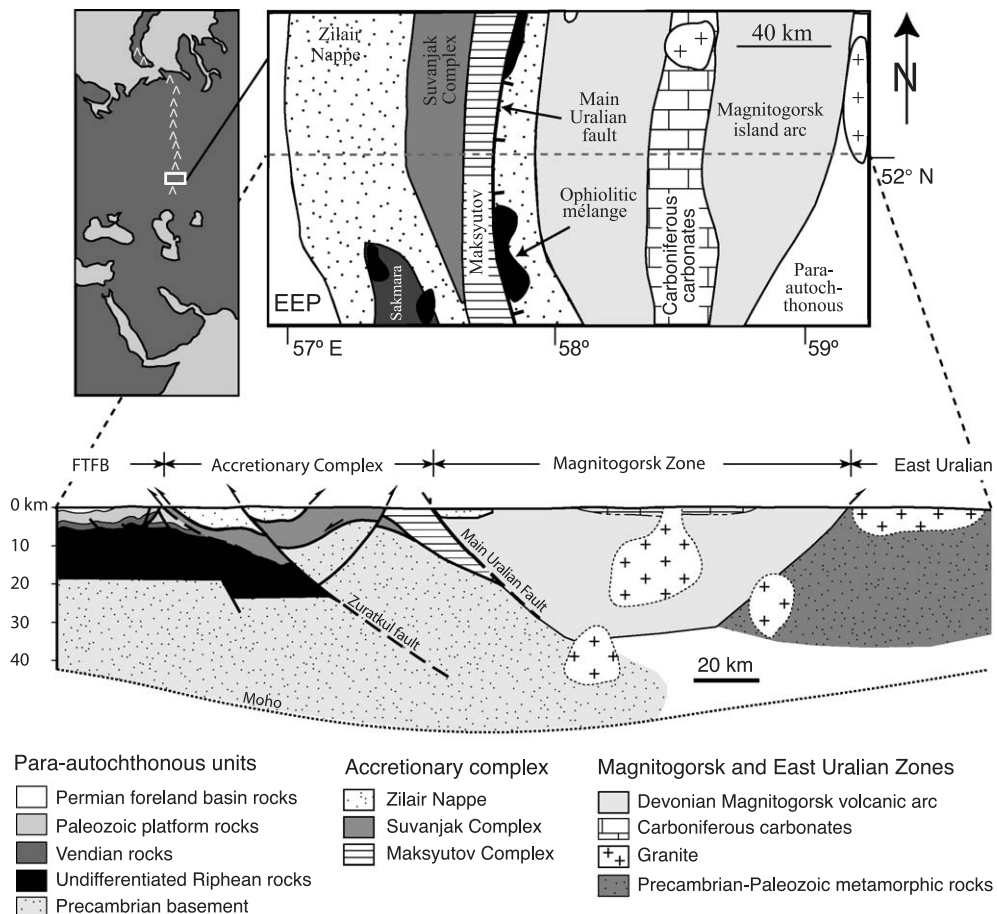 Zilair
Nappe
Suvanjak
Complex
40 km
N
Main
Uralian
fault
Magnitogorsk
island arc
52° N
Maksyutov
Ophiolitic
mélange
Carboniferous
carbonates
Para-
autoch-
thonous
Sakmara
EEP
57° E
58°
59°
FTFB
Accretionary Complex
Magnitogorsk Zone
East Uralian
0 km
10
20
30
40
Main Uralian Fault
Zuratkul fault
20 km
Moho
Para-autochthonous units
Permian foreland basin rocks
Paleozoic platform rocks
Vendian rocks
Undifferentiated Riphean rocks
Precambrian basement
Accretionary complex
Zilair Nappe
Suvanjak Complex
Maksyutov Complex
Magnitogorsk and East Uralian Zones
Devonian Magnitogorsk volcanic arc
Carboniferous carbonates
Granite
Precambrian-Paleozoic metamorphic rocks